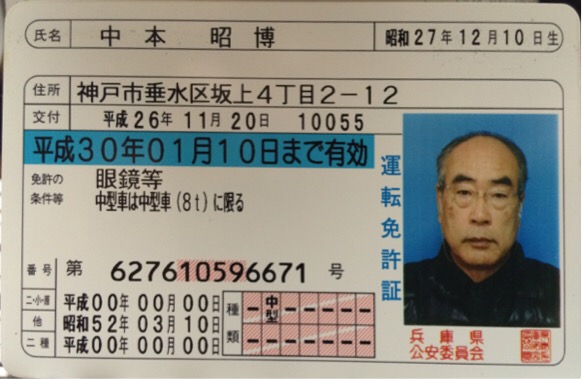 氏名 中本 昭博 昭和27年12月10日生
住所 神戸市垂水区坂上4丁目2-12
交付 平成26年11月20日 10055
平成30年01月10日まで有効
免許の条件等 眼鏡等
中型車は中型車(8t)に限る
運転免許証
番号 第 627610596671 号
二・小・原 平成00年00月00日
他 昭和52年03月10日
二種 平成00年00月00日
種類 中型
兵庫県
公安委員会